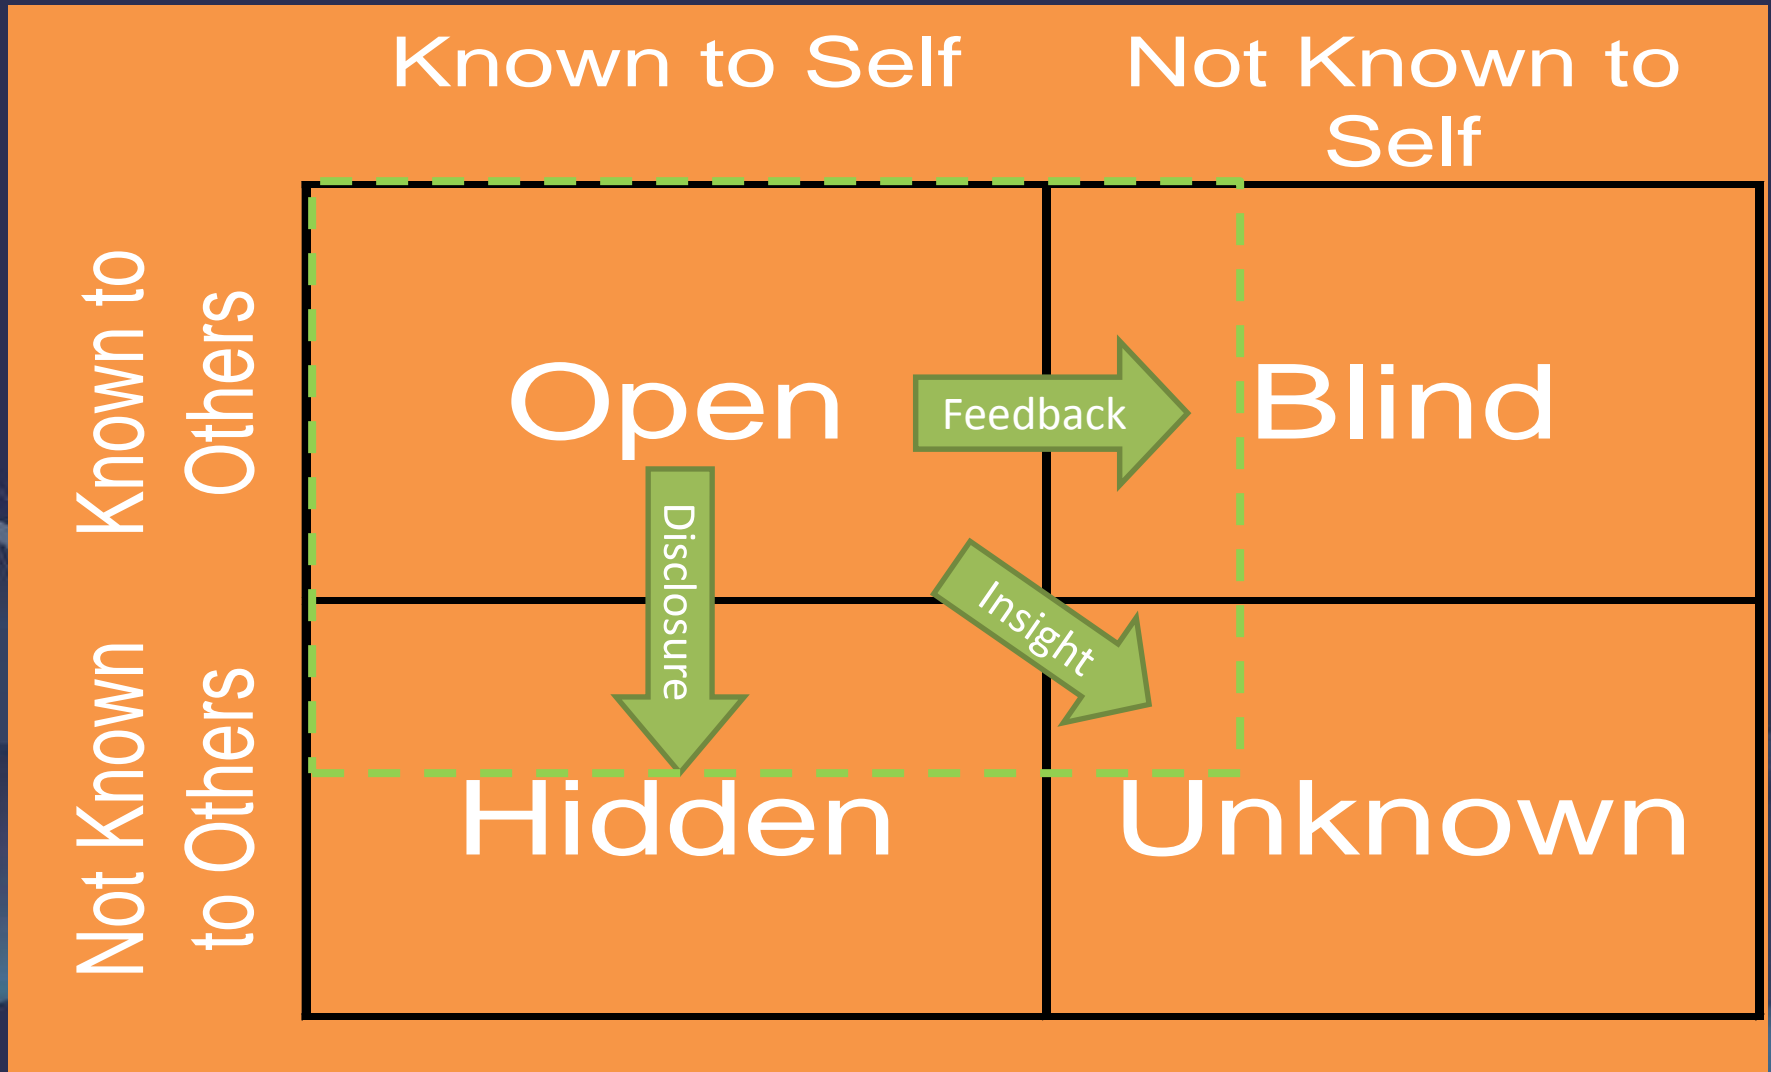 Known to Self
Not Known to
Self
Known to
Others
Open
Feedback
Blind
Disclosure
Insight
Not Known
to Others
Hidden
Unknown